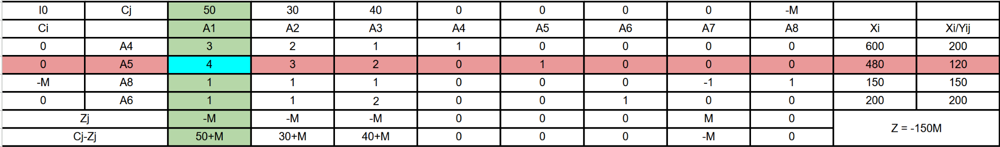 I0 Cj 50 30 40 0 0 0 0 -M
Ci A1 A2 A3 A4 A5 A6 A7 A8 Xi Xi/Yij
0 A4 3 2 1 1 0 0 0 0 600 200
0 A5 4 3 2 0 1 0 0 0 480 120
-M A8 1 1 1 0 0 0 -1 1 150 150
0 A6 1 1 2 0 0 1 0 0 200 200
Zj -M -M -M 0 0 0 M 0
Z = -150M
Cj-Zj 50+M 30+M 40+M 0 0 0 -M 0